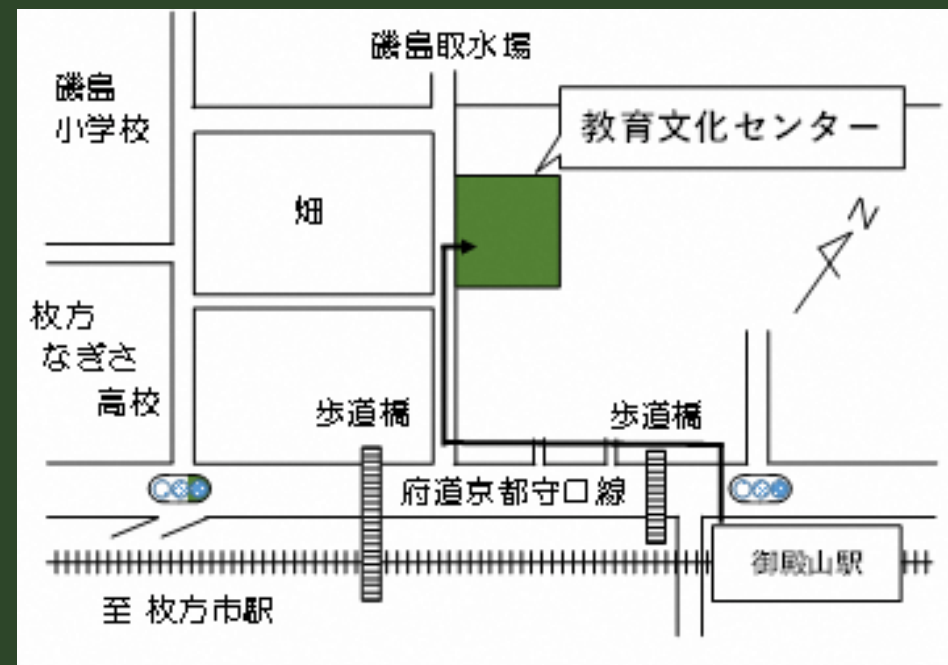 磯島取水場
磯島
小学校
教育文化センター
畑
N
枚方
なぎさ
高校
歩道橋
歩道橋
府道京都守口線
御殿山駅
至 枚方市駅